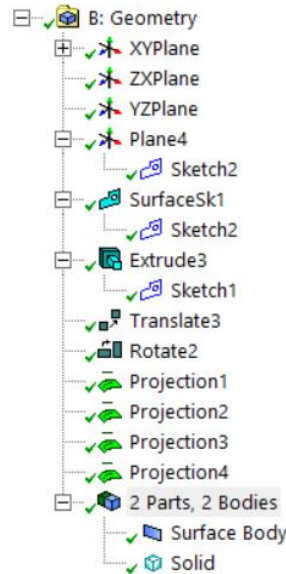 B: Geometry
XYPlane
ZXPlane
YZPlane
Plane4
Sketch2
SurfaceSk1
Sketch2
Extrude3
Sketch1
Translate3
Rotate2
Projection1
Projection2
Projection3
Projection4
2 Parts, 2 Bodies
Surface Body
Solid